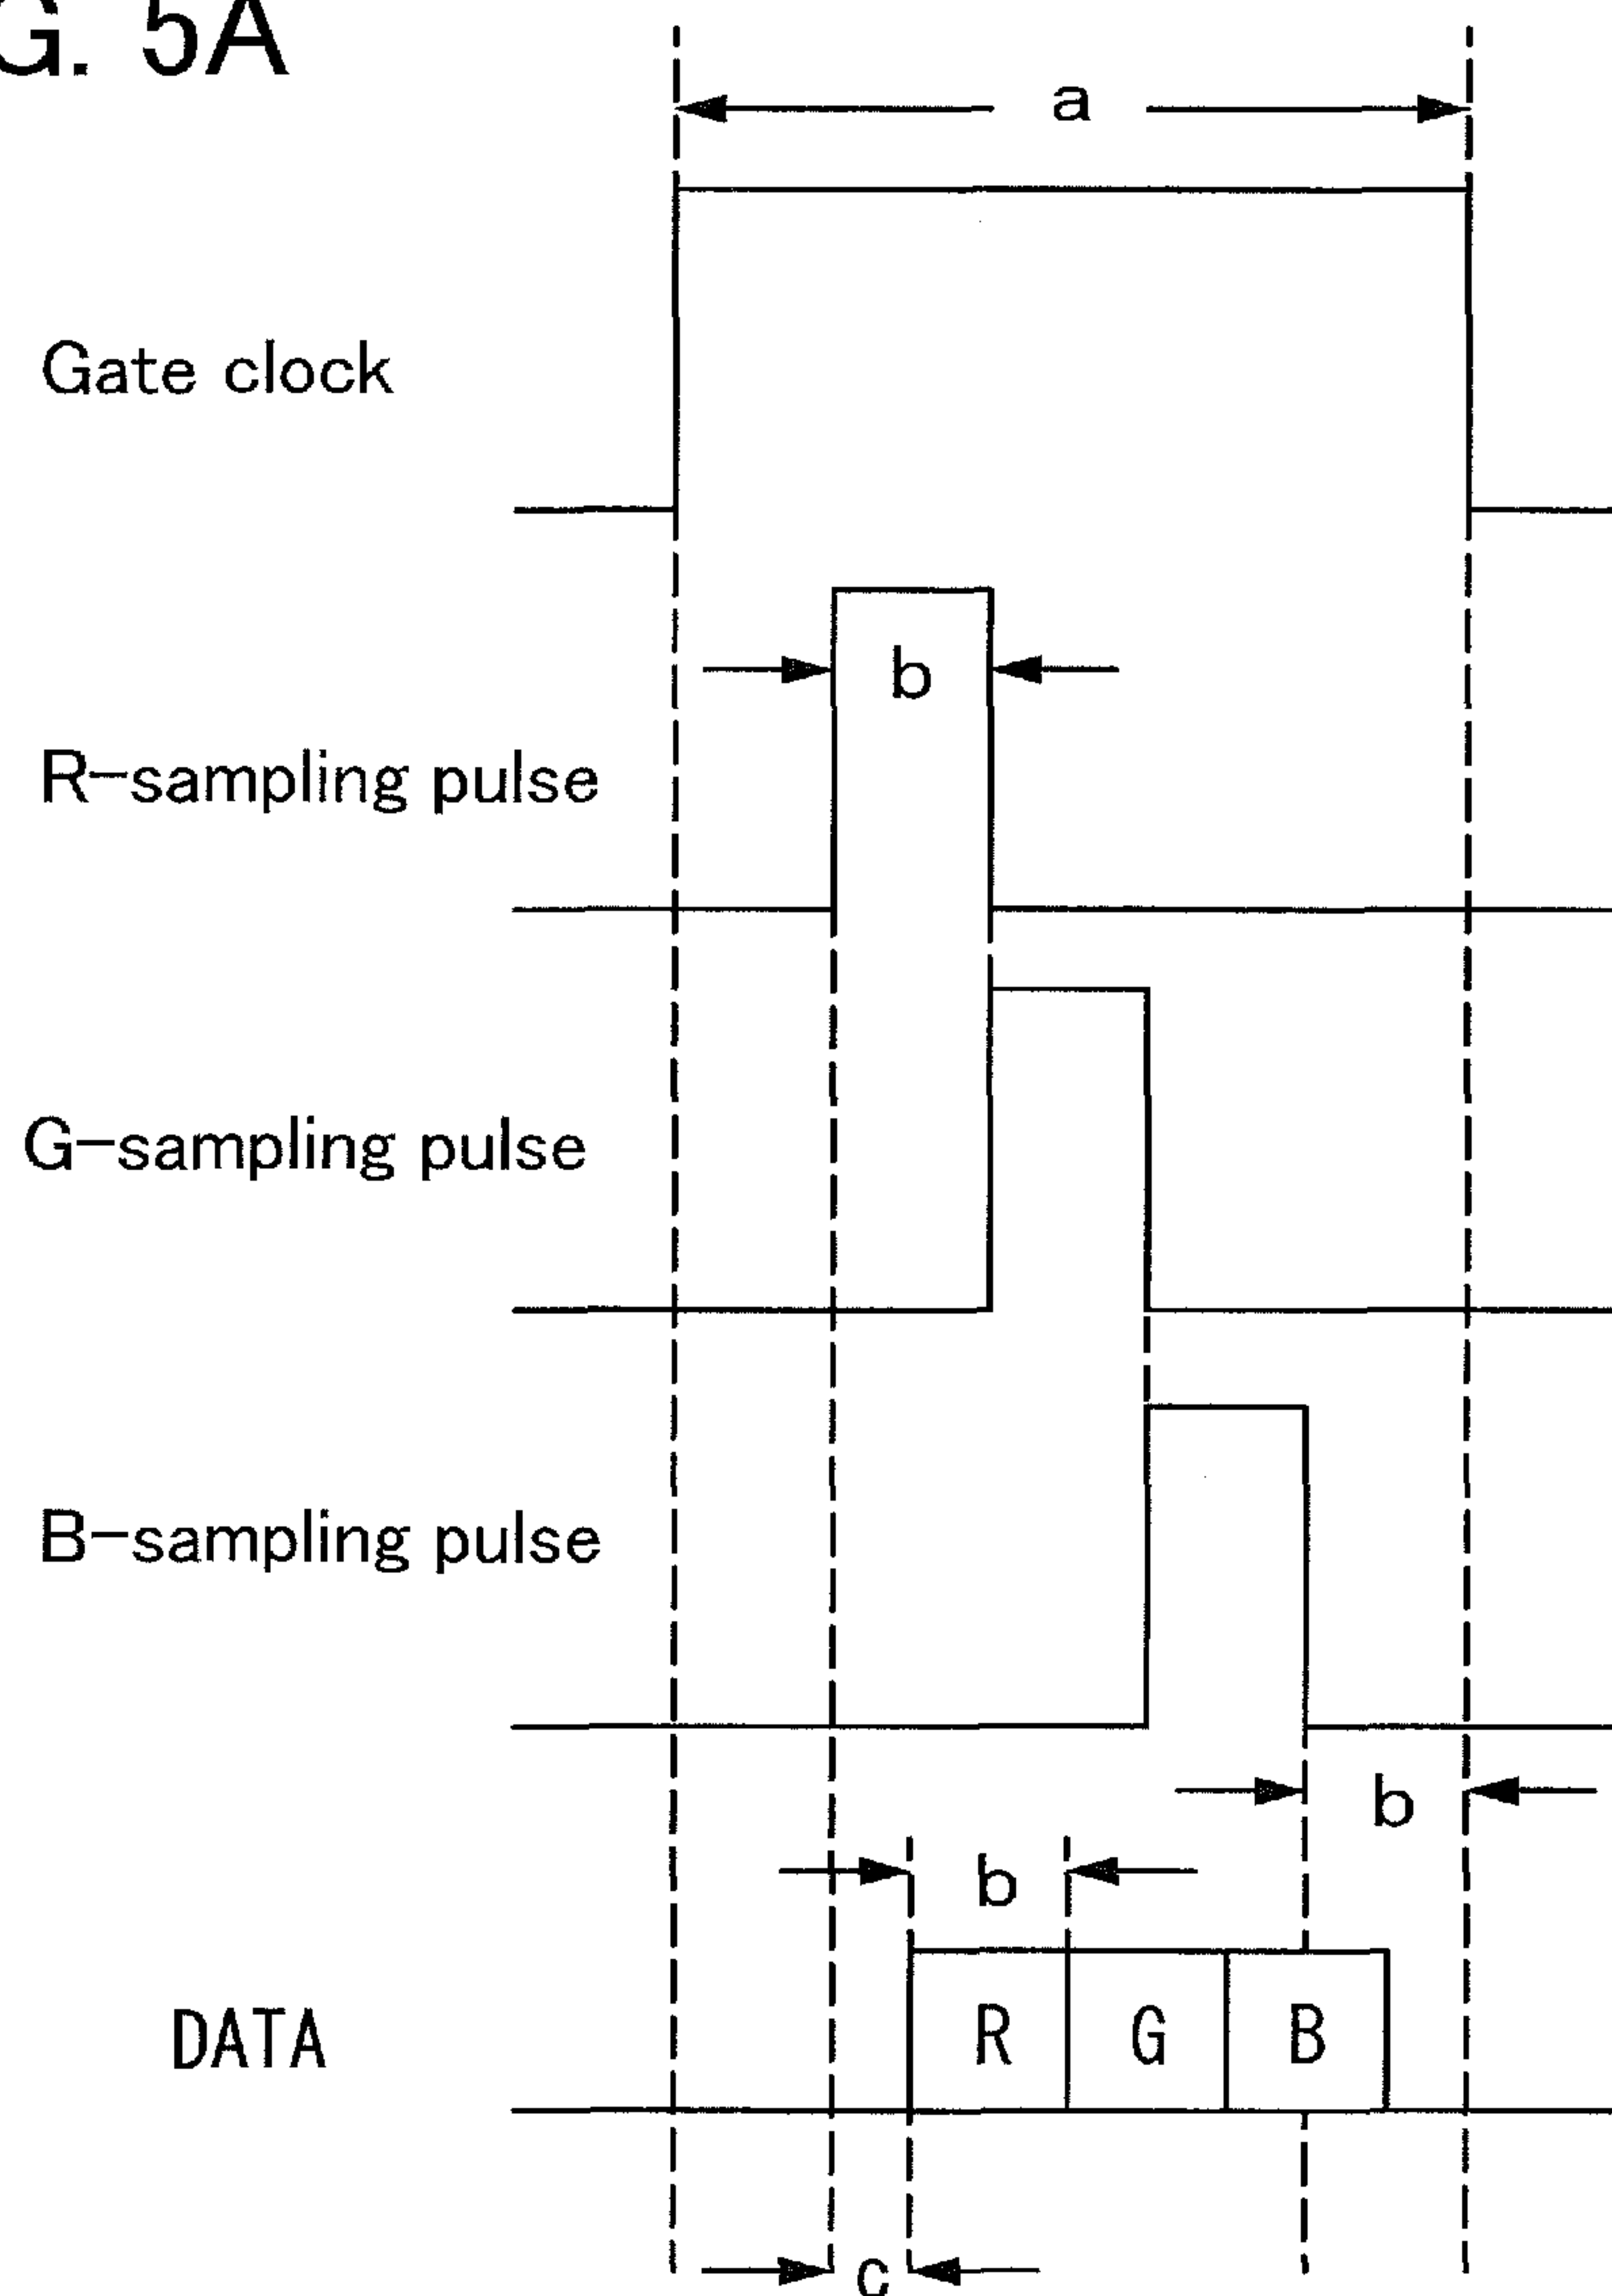 G. 5A
a
Gate clock
b
R-sampling pulse
G-sampling pulse
B-sampling pulse
b
b
DATA
R G B
c